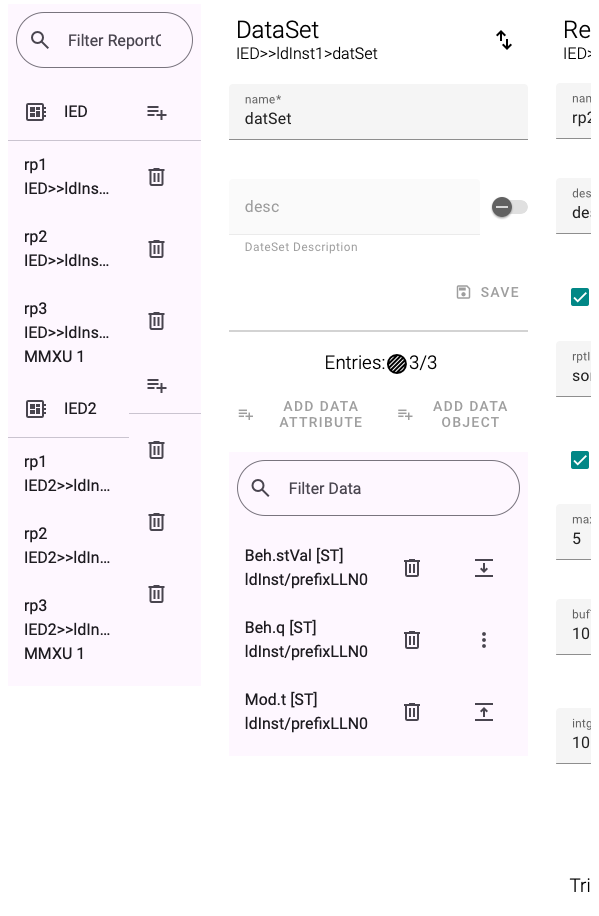 Filter ReportC
IED
rp1
IED>>ldIns…
rp2
IED>>ldIns…
rp3
IED>>ldIns…
MMXU 1
IED2
rp1
IED2>>ldIn…
rp2
IED2>>ldIn…
rp3
IED2>>ldIn…
MMXU 1
DataSet
IED>>ldInst1>datSet
name*
datSet
desc
DateSet Description
SAVE
Entries: 3/3
ADD DATA
ATTRIBUTE
ADD DATA
OBJECT
Filter Data
Beh.stVal [ST]
ldInst/prefixLLN0
Beh.q [ST]
ldInst/prefixLLN0
Mod.t [ST]
ldInst/prefixLLN0
Re
IED>
nam
rp2
des
de
rptI
so
max
5
buf
10
intg
10
Tri